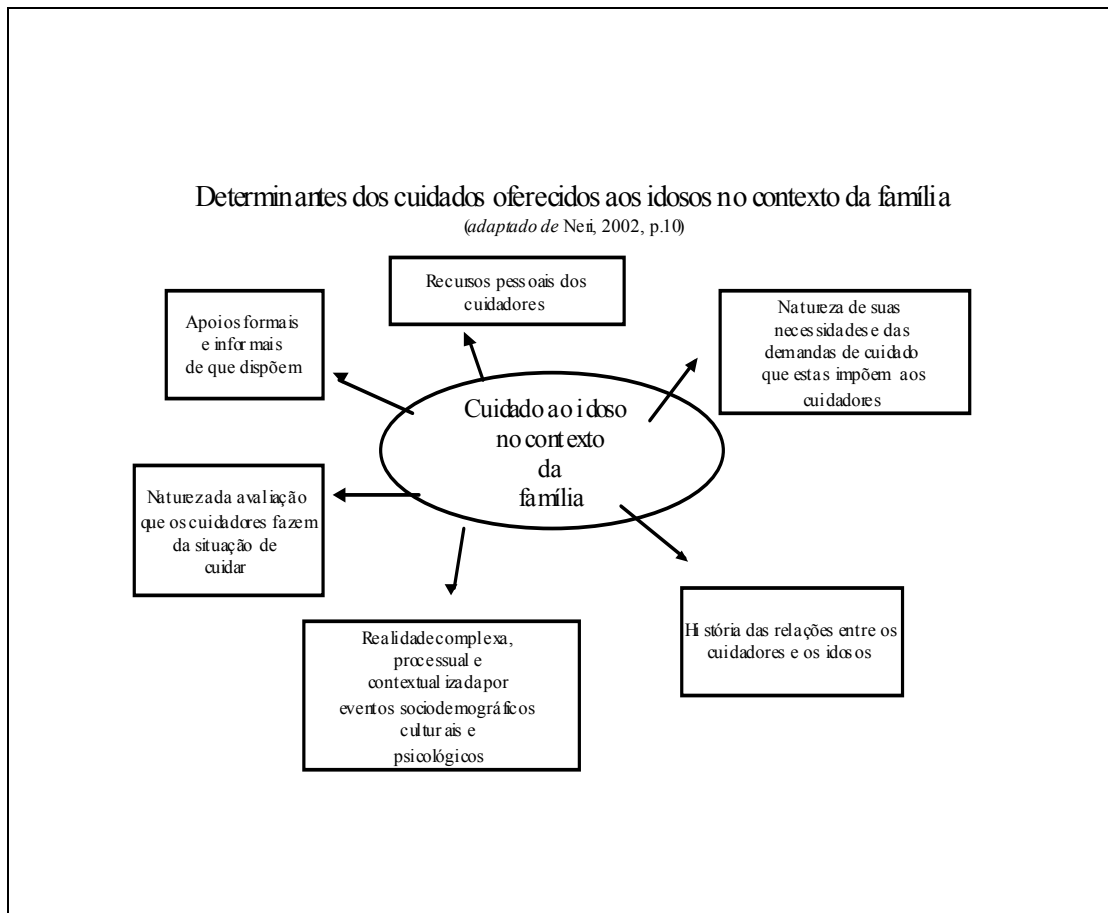 Determinantes dos cuidados oferecidos aos idosos no contexto da família
(adaptado de Neri, 2002, p.10)
Recursos pessoais dos
cuidadores
Apoios formais
e informais
de que dispõem
Natureza de suas
necessidades e das
demandas de cuidado
que estas impõem aos
cuidadores
Cuidado ao idoso
no contexto
da
família
Natureza da avaliação
que os cuidadores fazem
da situação de
cuidar
História das relações entre os
cuidadores e os idosos
Realidade complexa,
processual e
contextualizada por
eventos sociodemográficos
culturais e
psicológicos